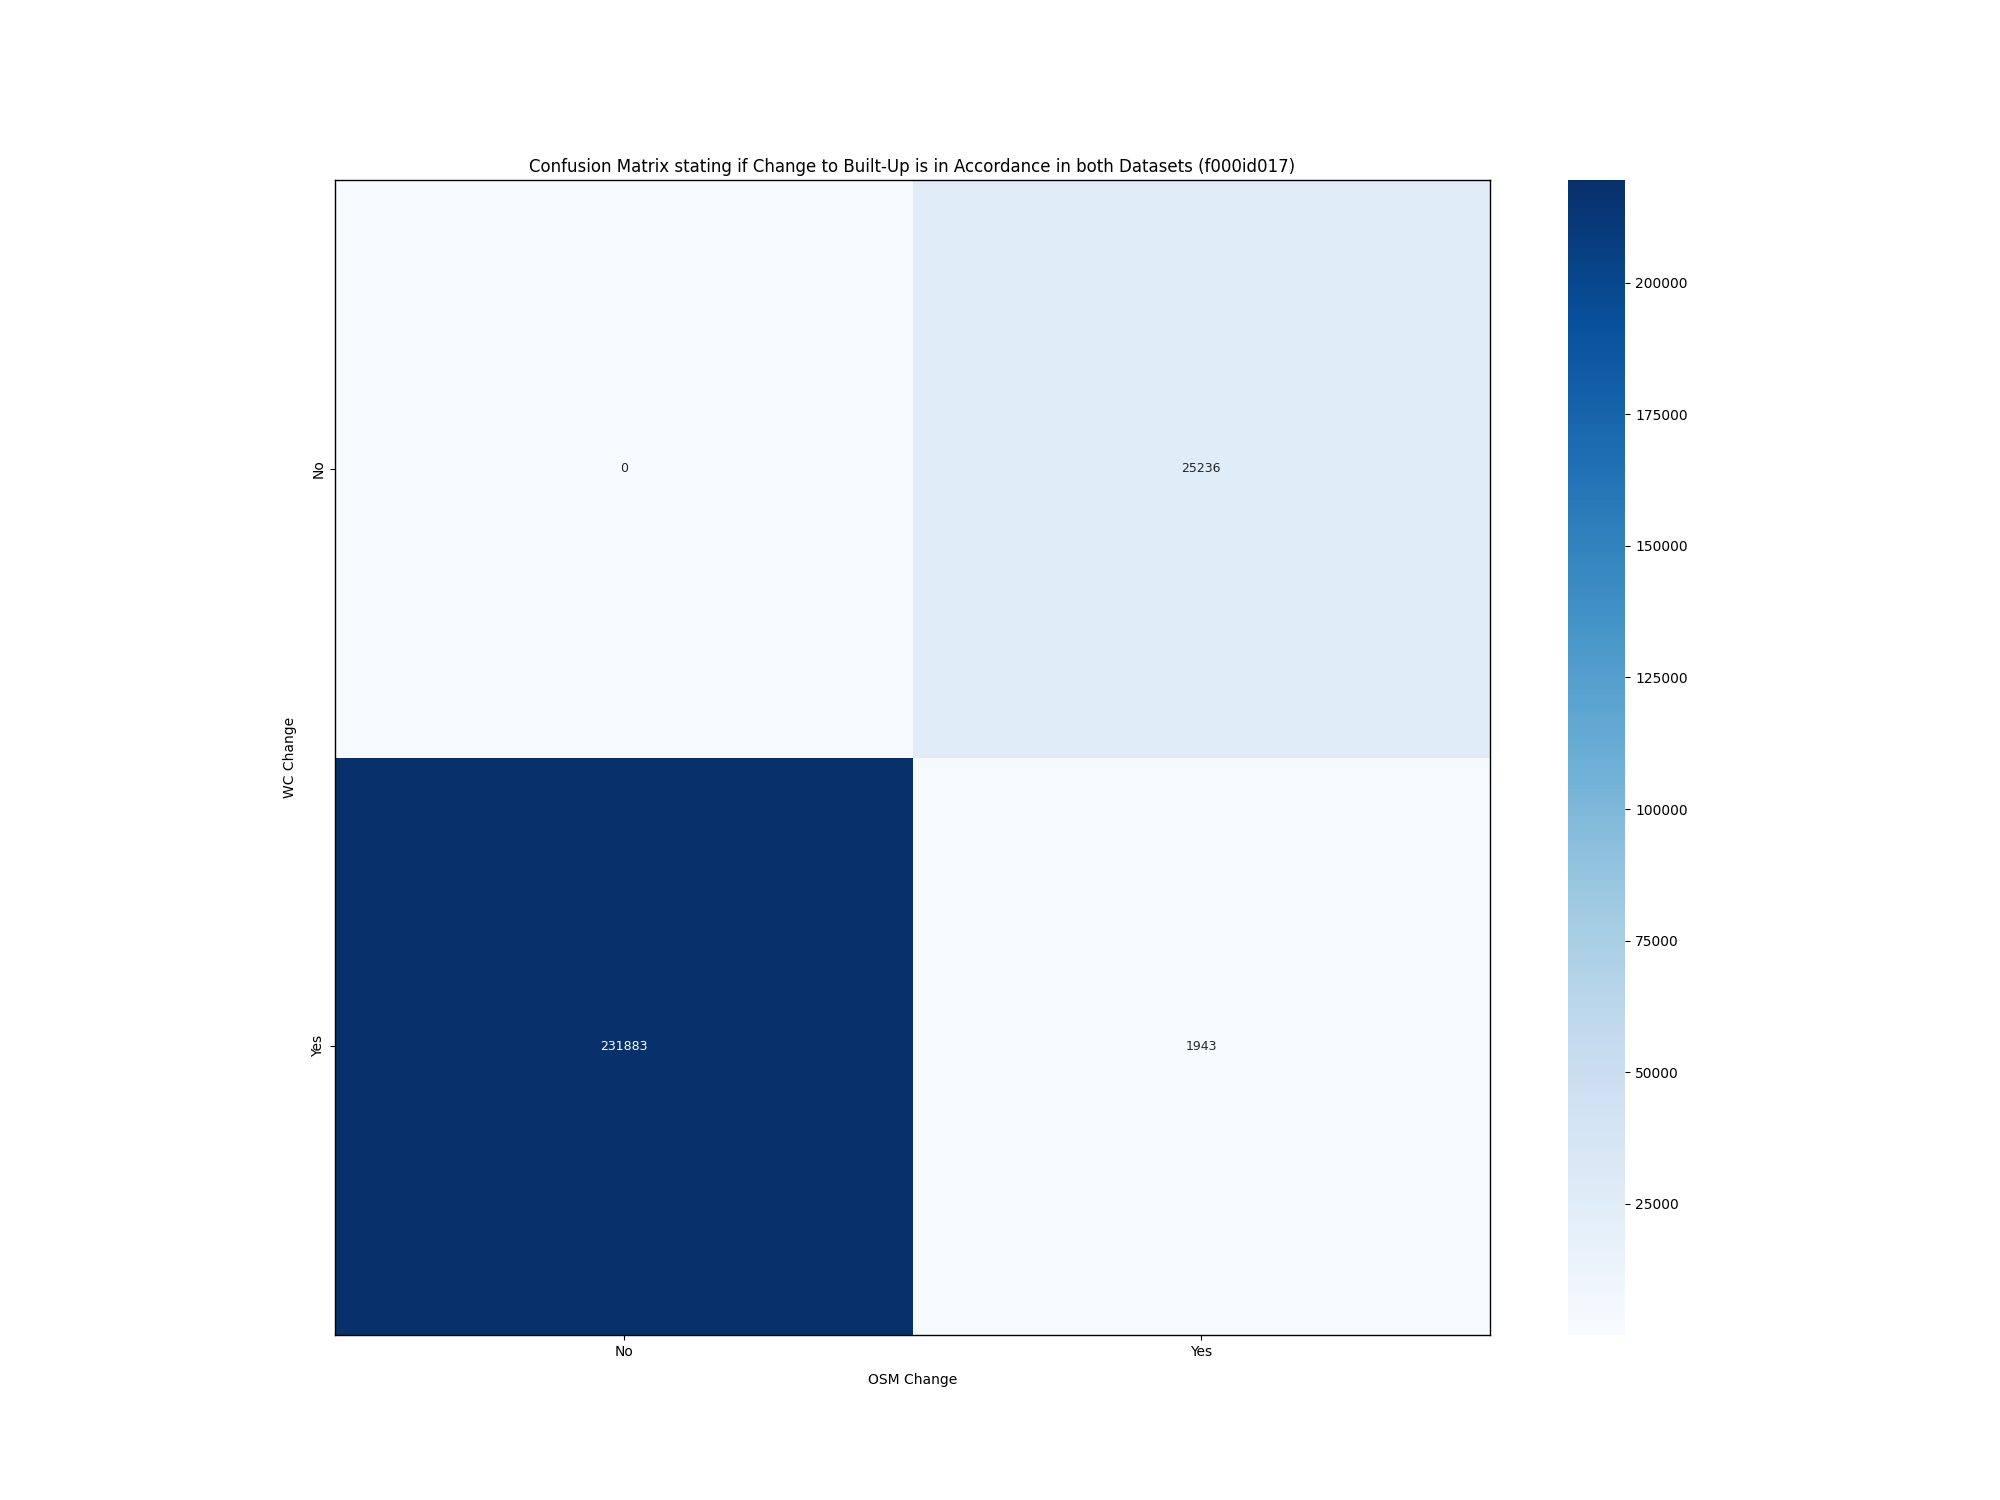 Confusion Matrix stating if Change to Built-Up is in Accordance in both Datasets (f000id017)
No
0
25236
WC Change
Yes
231883
1943
No
Yes
OSM Change
200000
175000
150000
125000
100000
75000
50000
25000